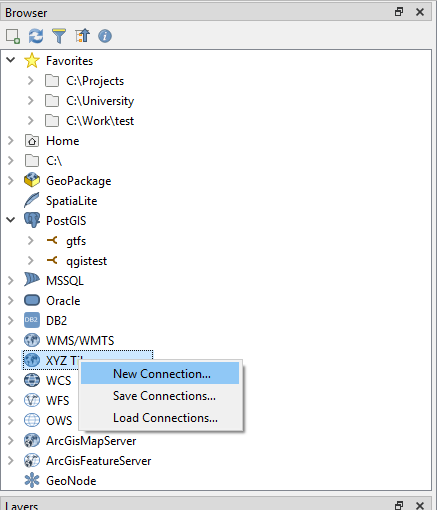 Browser
Favorites
C:\Projects
C:\University
C:\Work\test
Home
C:\
GeoPackage
SpatiaLite
PostGIS
gtfs
qgistest
MSSQL
Oracle
DB2
DB2
WMS/WMTS
XYZ
New Connection...
WCS
Save Connections...
WFS
Load Connections...
OWS
ArcGisMapServer
ArcGisFeatureServer
GeoNode
Layers